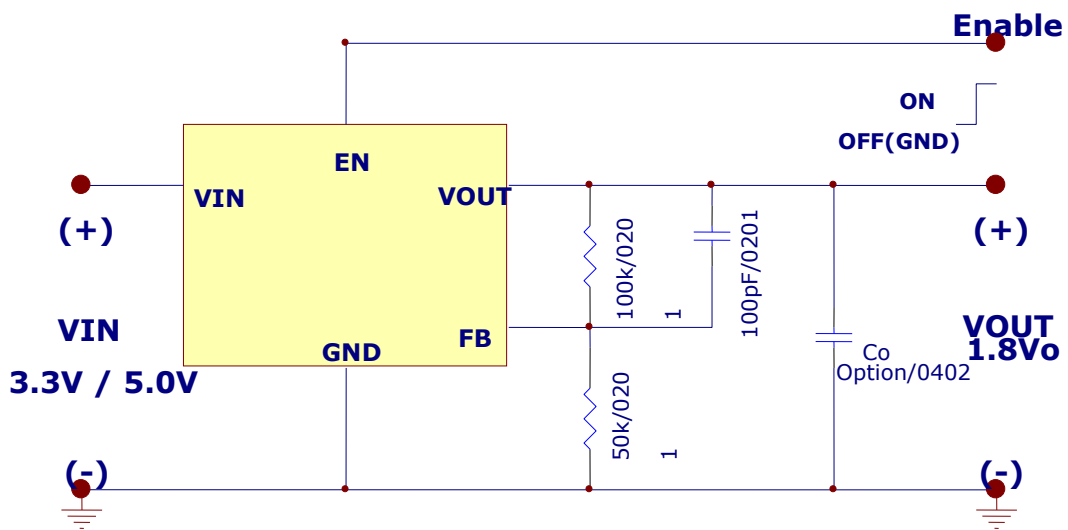 Enable
ON
OFF(GND)
EN
VIN
VOUT
(+)
(+)
100k/020
1
100pF/0201
VIN
FB
GND
VOUT
1.8Vo
Co
Option/0402
3.3V / 5.0V
50k/020
1
(-)
(-)